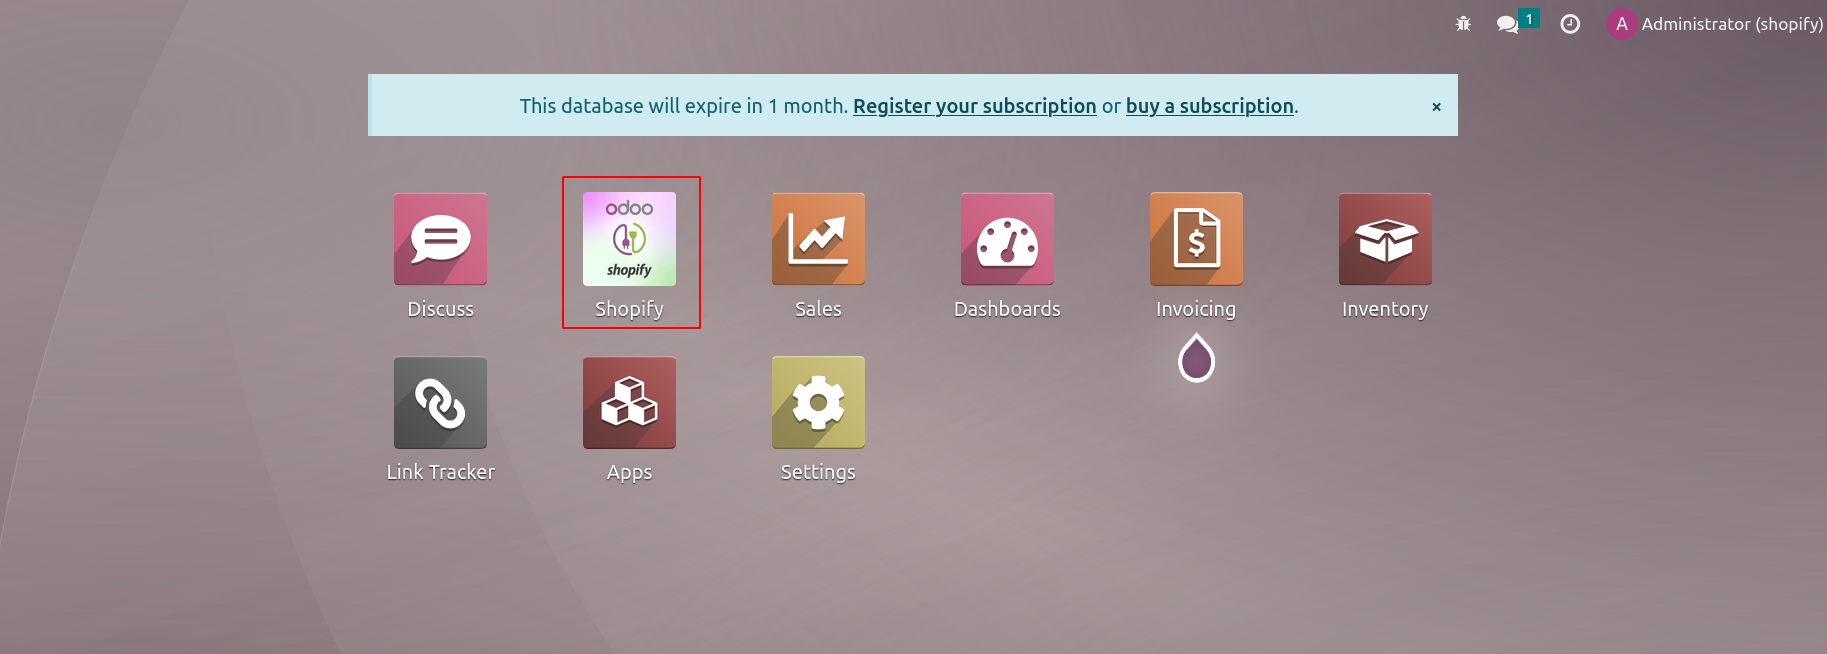 1
A Administrator (shopify)
This database will expire in 1 month. Register your subscription or buy a subscription.
×
odoo
shopify
$
Discuss
Shopify
Sales
Dashboards
Invoicing
Inventory
Link Tracker
Apps
Settings